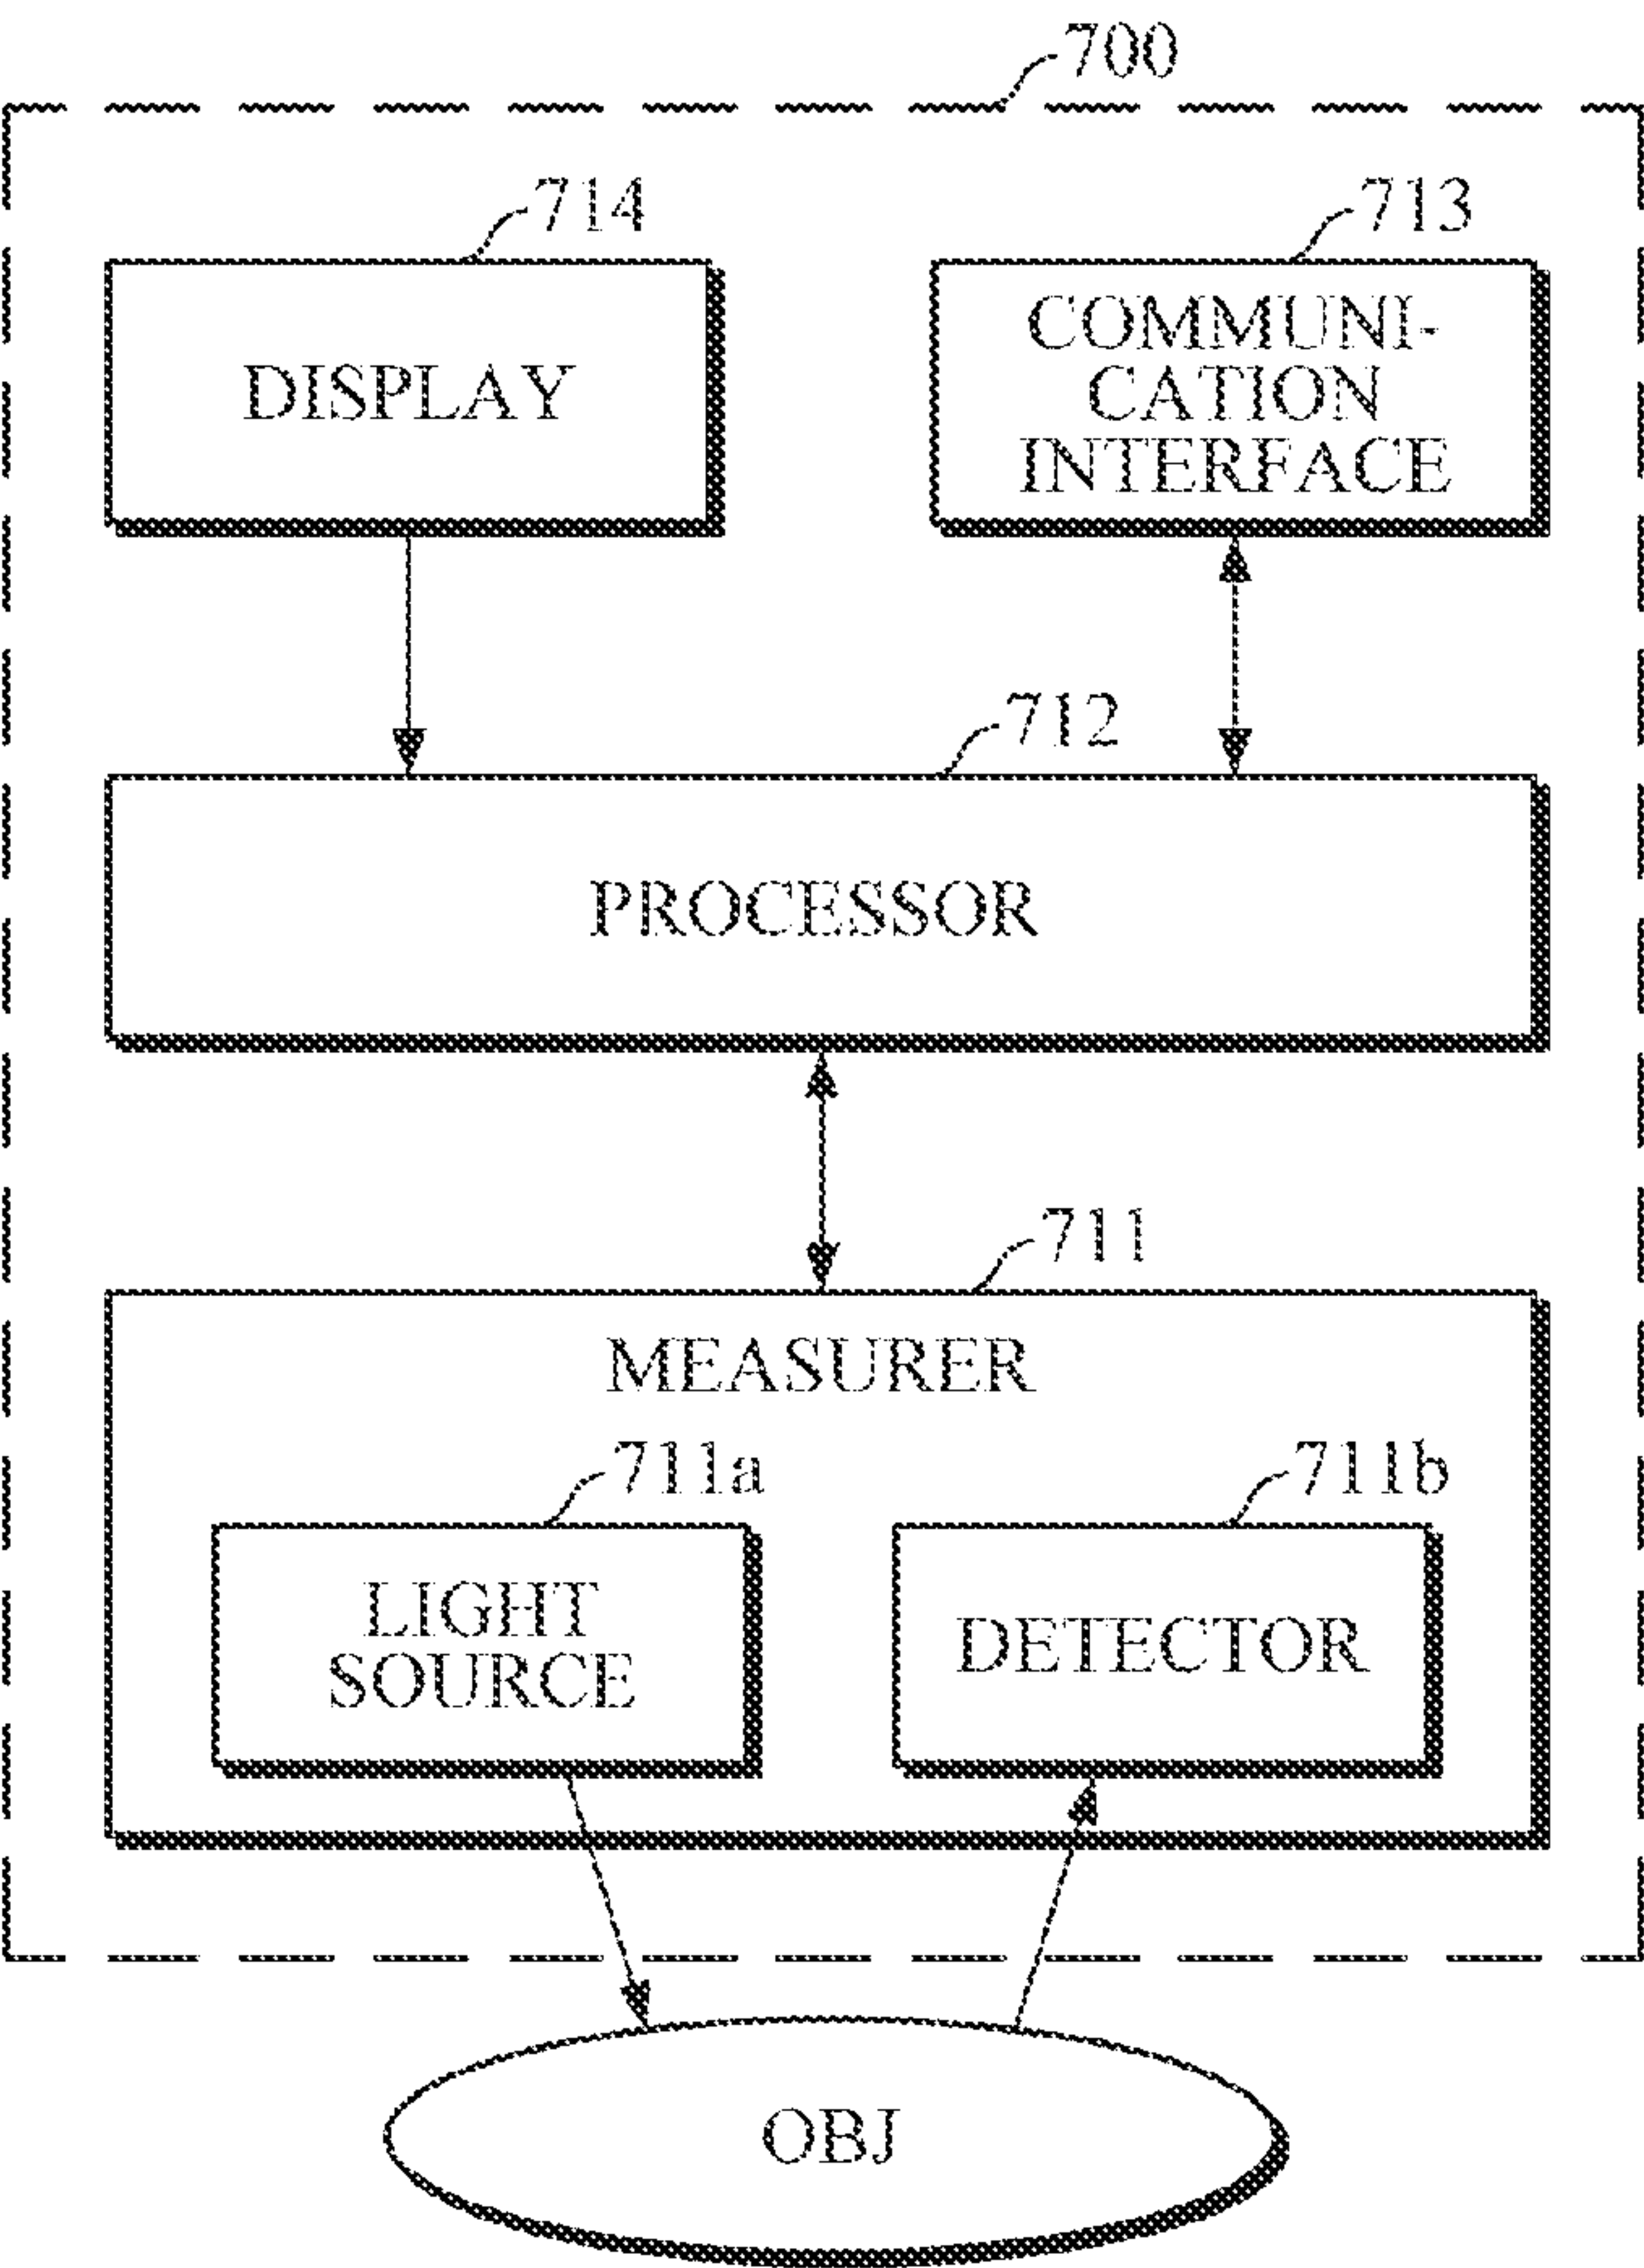 700
714
713
DISPLAY
COMMUNI-
CATION
INTERFACE
712
PROCESSOR
711
MEASURER
711a
711b
LIGHT
SOURCE
DETECTOR
OBJ